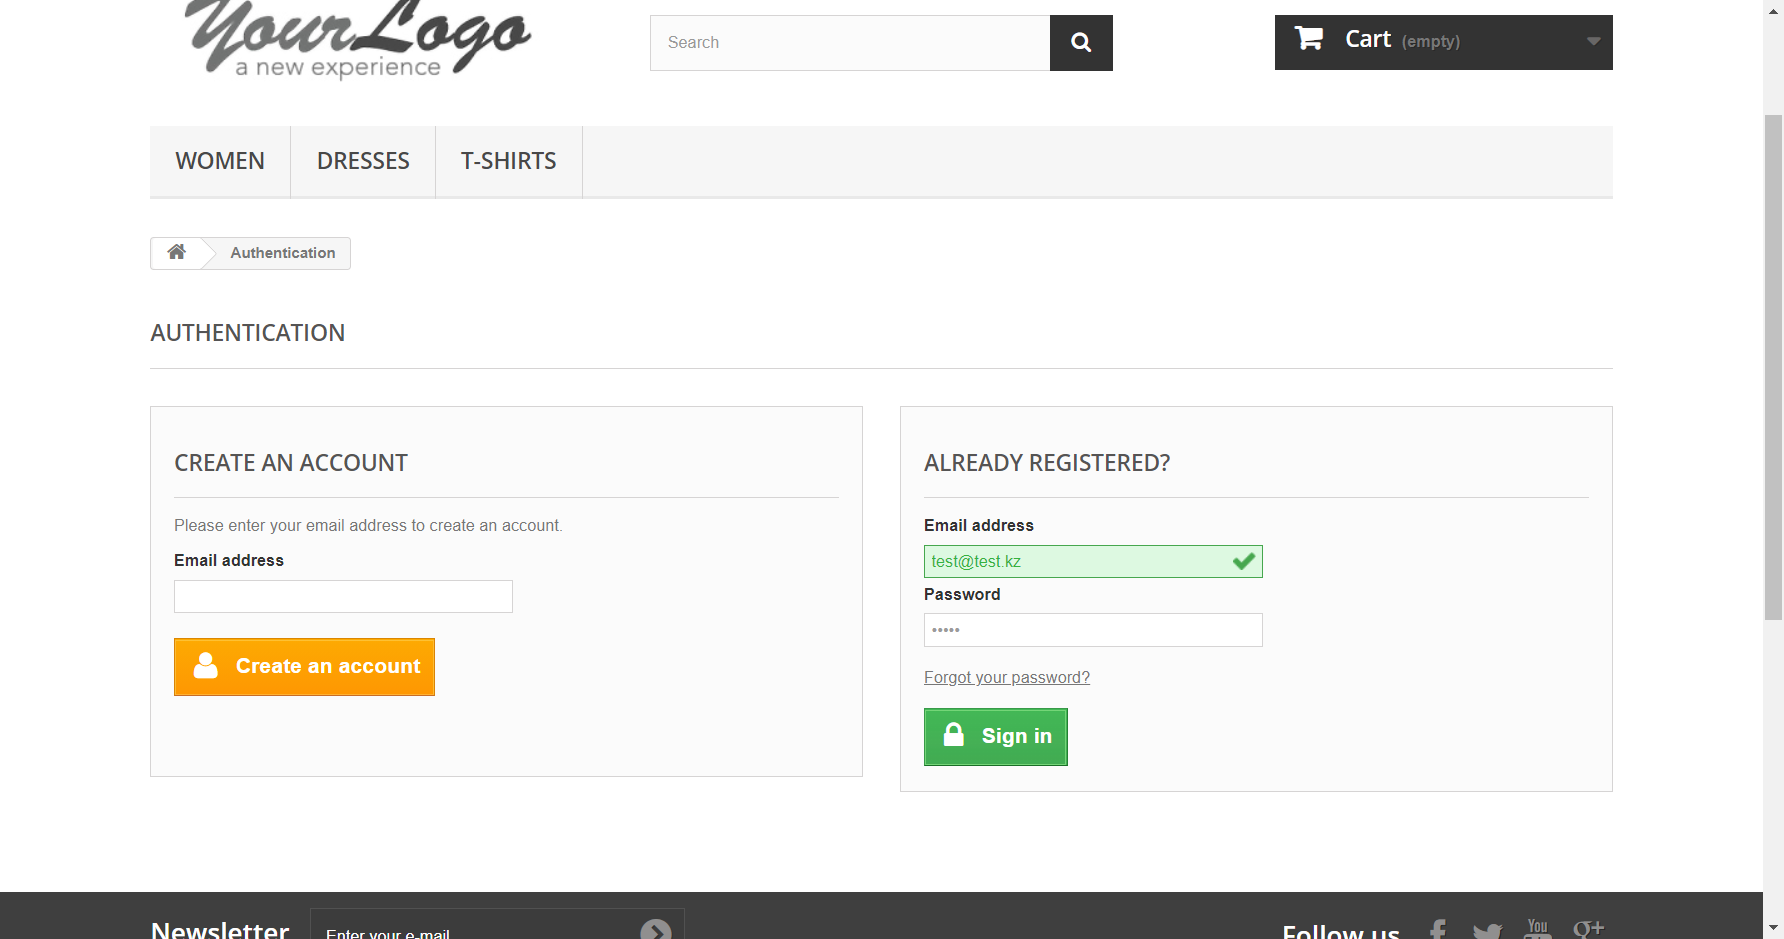 YourLogo
a new experience
Search
Cart (empty)
WOMEN DRESSES T-SHIRTS
Authentication
AUTHENTICATION
CREATE AN ACCOUNT
Please enter your email address to create an account.
Email address
Create an account
ALREADY REGISTERED?
Email address
test@test.kz
Password
•••••
Forgot your password?
Sign in
Newsletter
Enter your e-mail
Follow us
f
You
g+